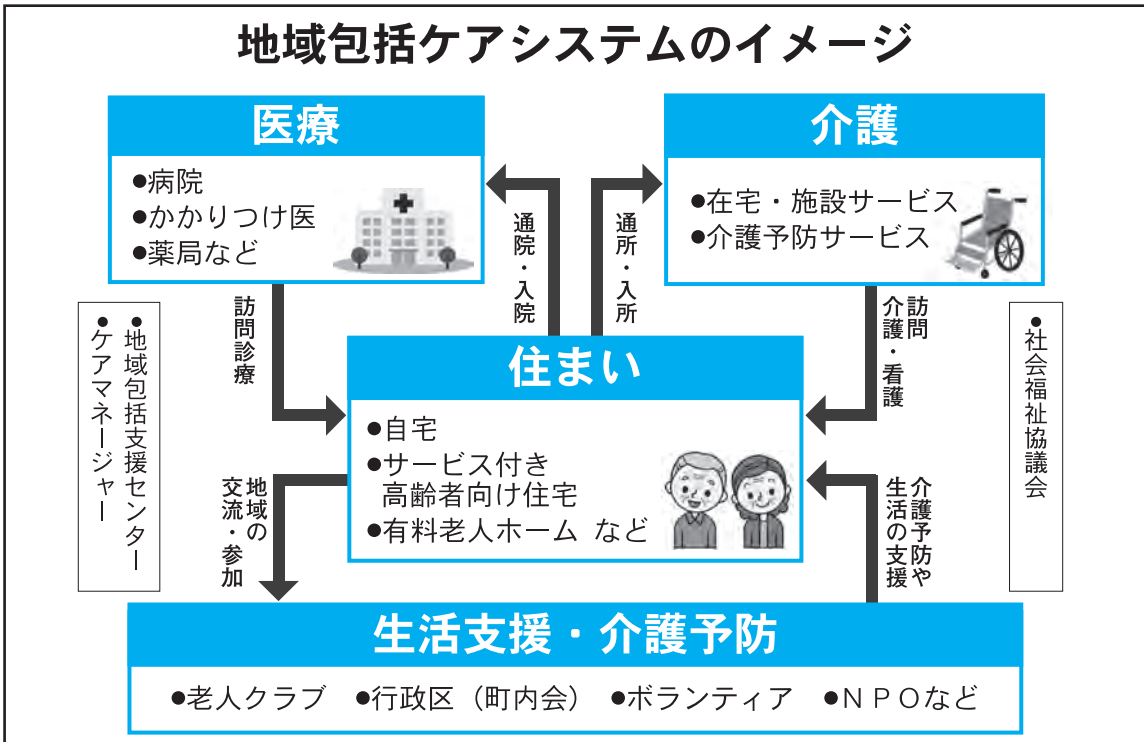 地域包括ケアシステムのイメージ
医療
●病院
●かかりつけ医
●薬局など
介護
●在宅・施設サービス
●介護予防サービス
通院・入院
通所・入所
訪問診療
訪問
介護・看護
●地域包括支援センター
●ケアマネージャー
●社会福祉協議会
住まい
●自宅
●サービス付き
高齢者向け住宅
●有料老人ホーム など
地域の
交流・参加
介護予防や
生活の支援
生活支援・介護予防
●老人クラブ ●行政区（町内会） ●ボランティア ●ＮＰＯなど